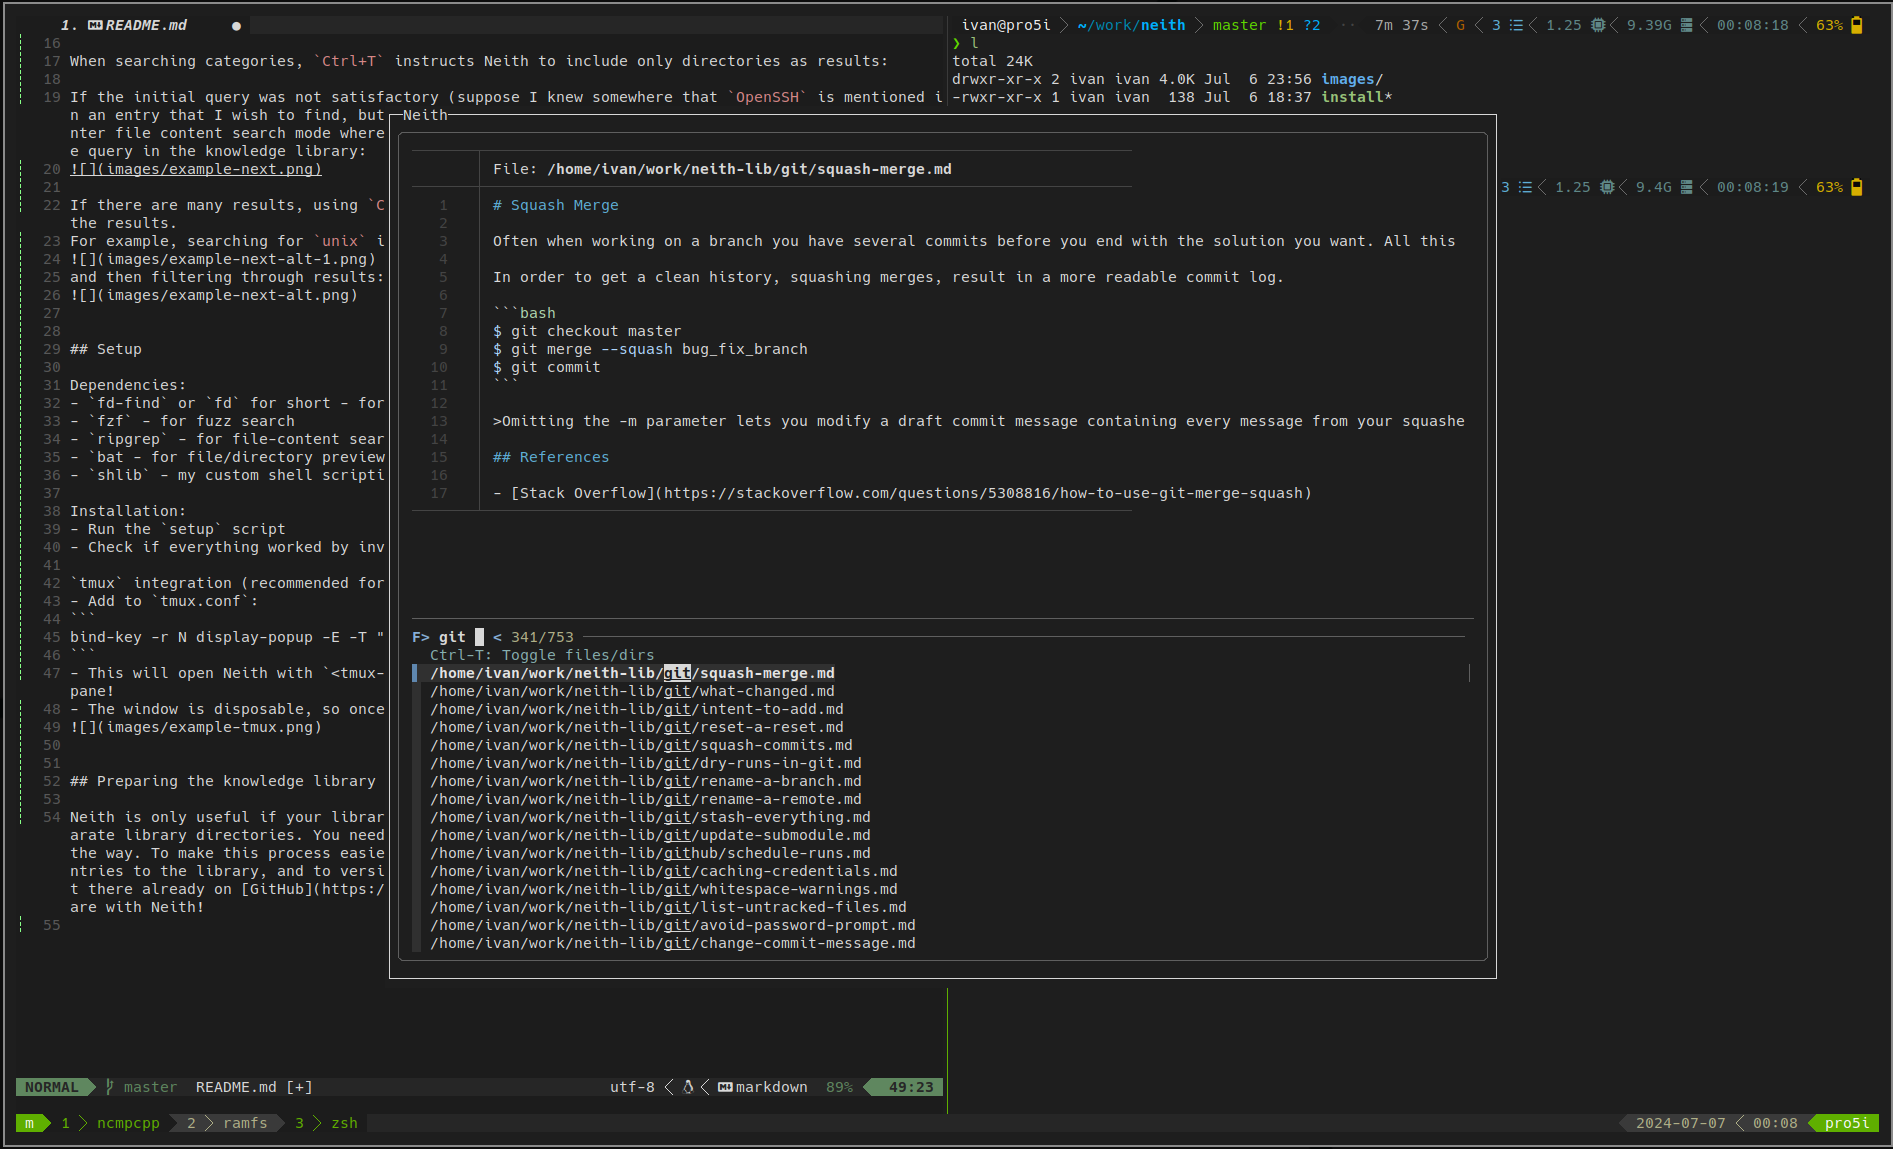 1. README.md ●
16
17 When searching categories, `Ctrl+T` instructs Neith to include only directories as results:
18
19 If the initial query was not satisfactory (suppose I knew somewhere that `OpenSSH` is mentioned i
n an entry that I wish to find, but
nter file content search mode where
e query in the knowledge library:
20 ![](images/example-next.png)
21
22 If there are many results, using `C
the results.
23 For example, searching for `unix` i
24 ![](images/example-next-alt-1.png)
25 and then filtering through results:
26 ![](images/example-next-alt.png)
27
28
29 ## Setup
30
31 Dependencies:
32 - `fd-find` or `fd` for short - for
33 - `fzf` - for fuzz search
34 - `ripgrep` - for file-content sear
35 - `bat - for file/directory preview
36 - `shlib` - my custom shell scripti
37
38 Installation:
39 - Run the `setup` script
40 - Check if everything worked by inv
41
42 `tmux` integration (recommended for
43 - Add to `tmux.conf`:
44 ```
45 bind-key -r N display-popup -E -T "
46 ```
47 - This will open Neith with `<tmux-
pane!
48 - The window is disposable, so once
49 ![](images/example-tmux.png)
50
51
52 ## Preparing the knowledge library
53
54 Neith is only useful if your librar
arate library directories. You need
the way. To make this process easie
ntries to the library, and to versi
t there already on [GitHub](https:/
are with Neith!
55
NORMAL master README.md [+] utf-8 < < markdown 89% 49:23
ivan@pro5i > ~/work/neith > master !1 ?2 ·· 7m 37s < G < 3 < 1.25 < 9.39G < 00:08:18 < 63%
❯ l
total 24K
drwxr-xr-x 2 ivan ivan 4.0K Jul  6 23:56 images/
-rwxr-xr-x 1 ivan ivan  138 Jul  6 18:37 install*
3 < 1.25 < 9.4G < 00:08:19 < 63%
Neith
File: /home/ivan/work/neith-lib/git/squash-merge.md
1 # Squash Merge
2
3 Often when working on a branch you have several commits before you end with the solution you want. All this
4
5 In order to get a clean history, squashing merges, result in a more readable commit log.
6
7 ```bash
8 $ git checkout master
9 $ git merge --squash bug_fix_branch
10 $ git commit
11 ```
12
13 >Omitting the -m parameter lets you modify a draft commit message containing every message from your squashe
14
15 ## References
16
17 - [Stack Overflow](https://stackoverflow.com/questions/5308816/how-to-use-git-merge-squash)
F> git < 341/753
Ctrl-T: Toggle files/dirs
/home/ivan/work/neith-lib/git/squash-merge.md
/home/ivan/work/neith-lib/git/what-changed.md
/home/ivan/work/neith-lib/git/intent-to-add.md
/home/ivan/work/neith-lib/git/reset-a-reset.md
/home/ivan/work/neith-lib/git/squash-commits.md
/home/ivan/work/neith-lib/git/dry-runs-in-git.md
/home/ivan/work/neith-lib/git/rename-a-branch.md
/home/ivan/work/neith-lib/git/rename-a-remote.md
/home/ivan/work/neith-lib/git/stash-everything.md
/home/ivan/work/neith-lib/git/update-submodule.md
/home/ivan/work/neith-lib/github/schedule-runs.md
/home/ivan/work/neith-lib/git/caching-credentials.md
/home/ivan/work/neith-lib/git/whitespace-warnings.md
/home/ivan/work/neith-lib/git/list-untracked-files.md
/home/ivan/work/neith-lib/git/avoid-password-prompt.md
/home/ivan/work/neith-lib/git/change-commit-message.md
m 1 > ncmpcpp 2 > ramfs 3 > zsh 2024-07-07 < 00:08 pro5i